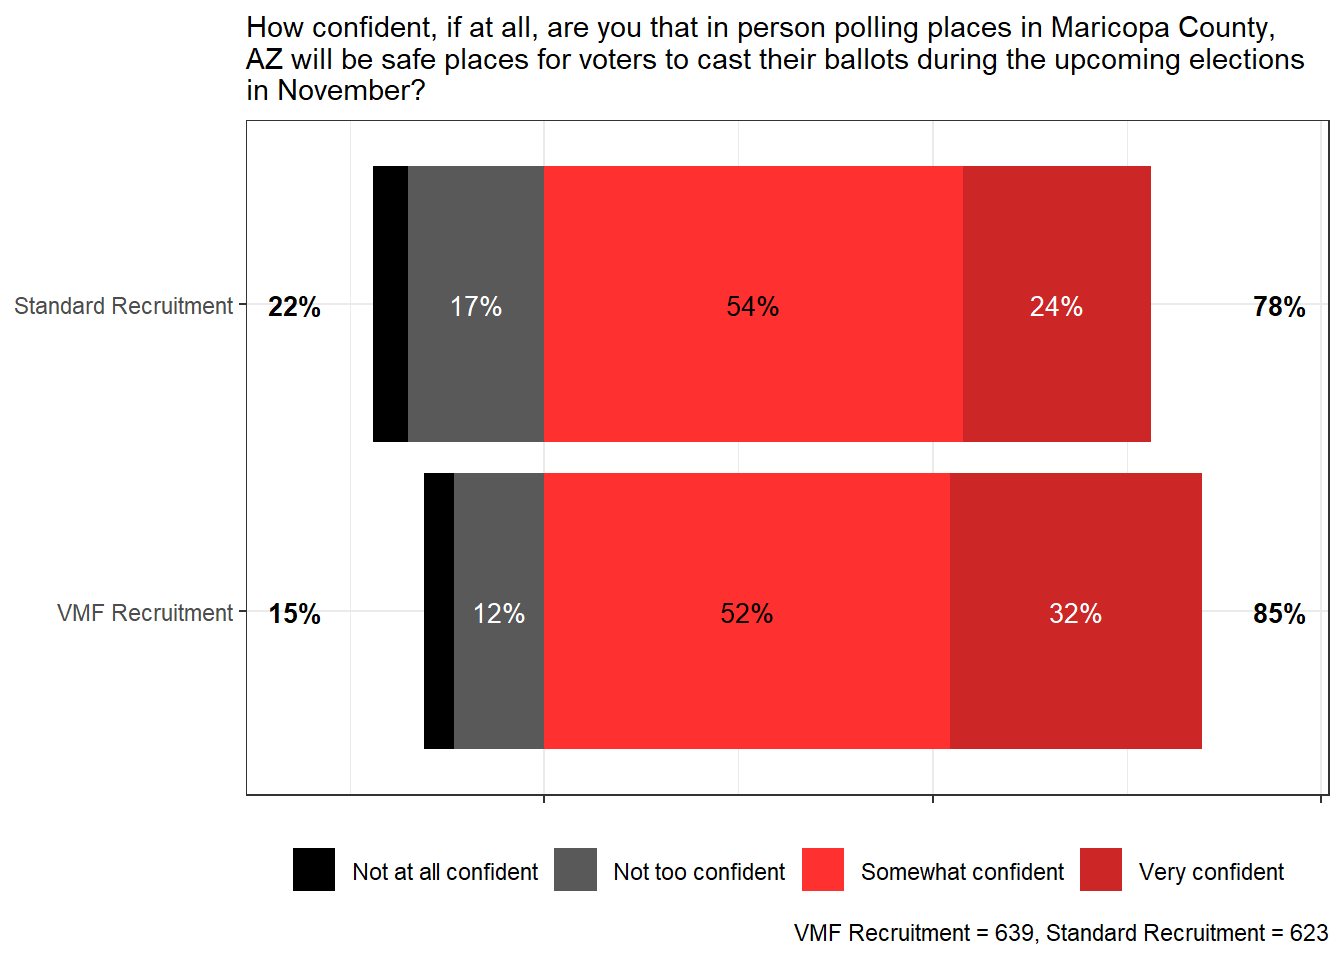 How confident, if at all, are you that in person polling places in Maricopa County,
AZ will be safe places for voters to cast their ballots during the upcoming elections
in November?
Standard Recruitment 22% 17% 54% 24% 78%
VMF Recruitment 15% 12% 52% 32% 85%
Not at all confident Not too confident Somewhat confident Very confident
VMF Recruitment = 639, Standard Recruitment = 623